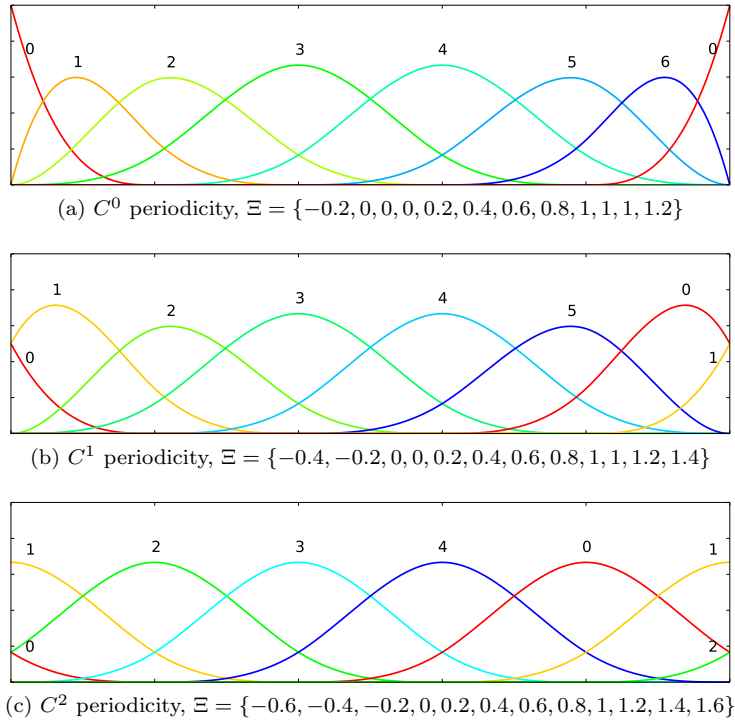 0 1 2 3 4 5 6 0
(a) C⁰ periodicity, Ξ = {−0.2, 0, 0, 0, 0.2, 0.4, 0.6, 0.8, 1, 1, 1, 1.2}
1 2 3 4 5 0
0 1
(b) C¹ periodicity, Ξ = {−0.4, −0.2, 0, 0, 0.2, 0.4, 0.6, 0.8, 1, 1, 1.2, 1.4}
1 2 3 4 0 1
0 2
(c) C² periodicity, Ξ = {−0.6, −0.4, −0.2, 0, 0.2, 0.4, 0.6, 0.8, 1, 1.2, 1.4, 1.6}